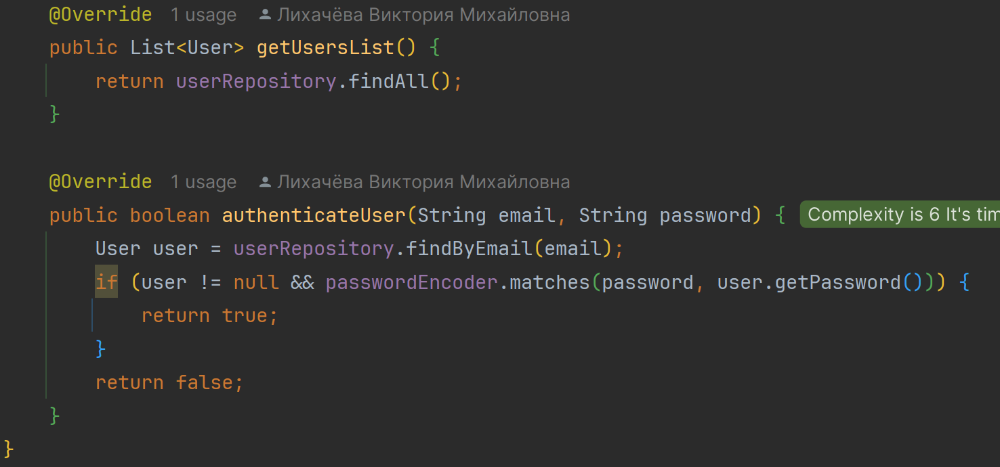 @Override 1 usage Лихачёва Виктория Михайловна
public List<User> getUsersList() {
return userRepository.findAll();
}
@Override 1 usage Лихачёва Виктория Михайловна
public boolean authenticateUser(String email, String password) { Complexity is 6 It's tim
User user = userRepository.findByEmail(email);
if (user != null && passwordEncoder.matches(password, user.getPassword())) {
return true;
}
return false;
}
}